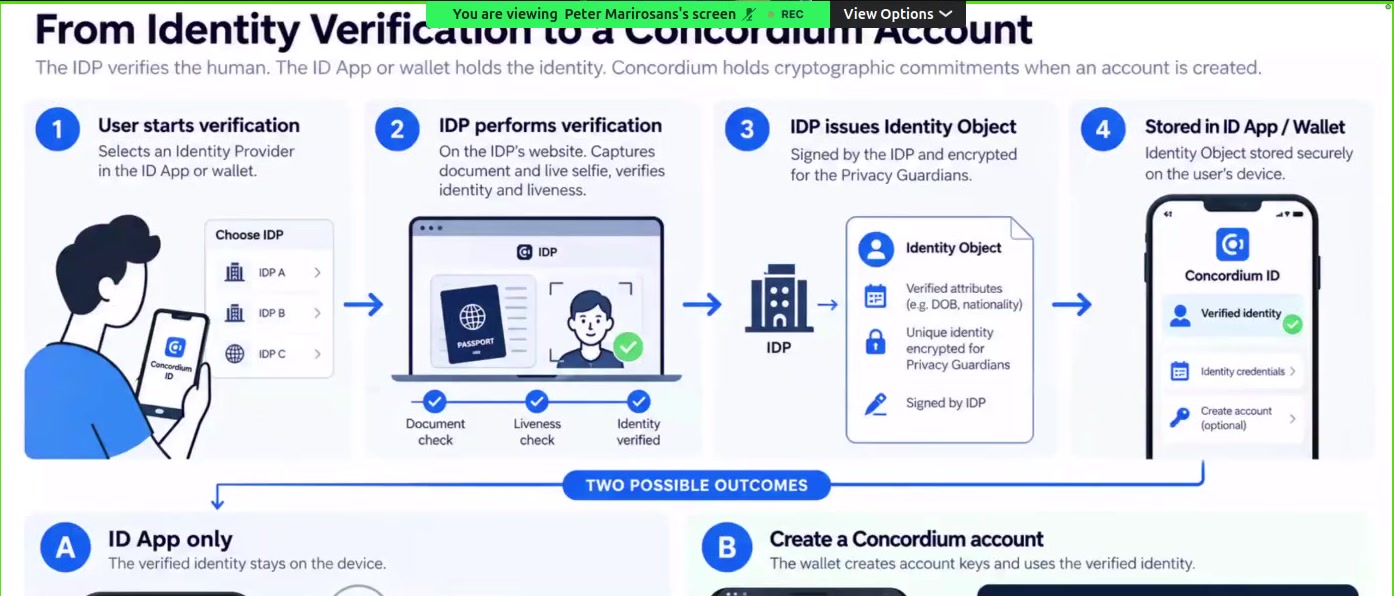 You are viewing Peter Marirosans's screen REC View Options
From Identity Verification to a Concordium Account
The IDP verifies the human. The ID App or wallet holds the identity. Concordium holds cryptographic commitments when an account is created.
1
User starts verification
Selects an Identity Provider
in the ID App or wallet.
Choose IDP
IDP A
IDP B
IDP C
Concordium
ID
2
IDP performs verification
On the IDP's website. Captures
document and live selfie, verifies
identity and liveness.
IDP
PASSPORT
Document
check
Liveness
check
Identity
verified
3
IDP issues Identity Object
Signed by the IDP and encrypted
for the Privacy Guardians.
IDP
Identity Object
Verified attributes
(e.g. DOB, nationality)
Unique identity
encrypted for
Privacy Guardians
Signed by IDP
4
Stored in ID App / Wallet
Identity Object stored securely
on the user's device.
Concordium ID
Verified identity
Identity credentials
Create account
(optional)
TWO POSSIBLE OUTCOMES
A
ID App only
The verified identity stays on the device.
B
Create a Concordium account
The wallet creates account keys and uses the verified identity.